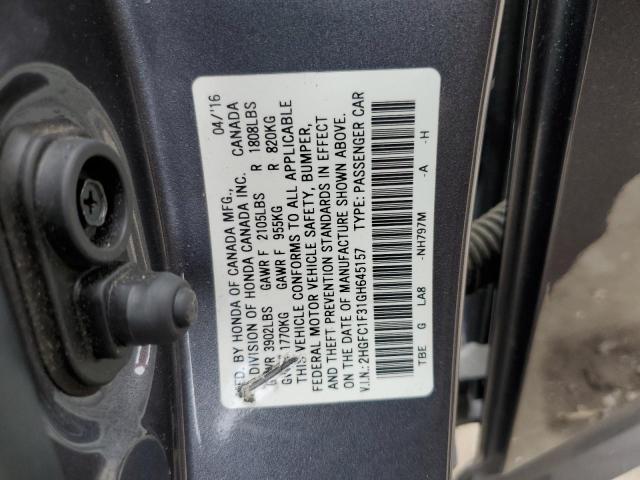 MFD. BY HONDA OF CANADA MFG., 04/'16
A DIVISION OF HONDA CANADA INC. CANADA
GVWR 3902LBS GAWR F 2105LBS R 1808LBS
1770KG GAWR F 955KG R 820KG
THIS VEHICLE CONFORMS TO ALL APPLICABLE
FEDERAL MOTOR VEHICLE SAFETY, BUMPER,
AND THEFT PREVENTION STANDARDS IN EFFECT
ON THE DATE OF MANUFACTURE SHOWN ABOVE.
V.I.N.: 2HGFC1F31GH645157 TYPE: PASSENGER CAR
TBE G LA8 -NH797M -A -H